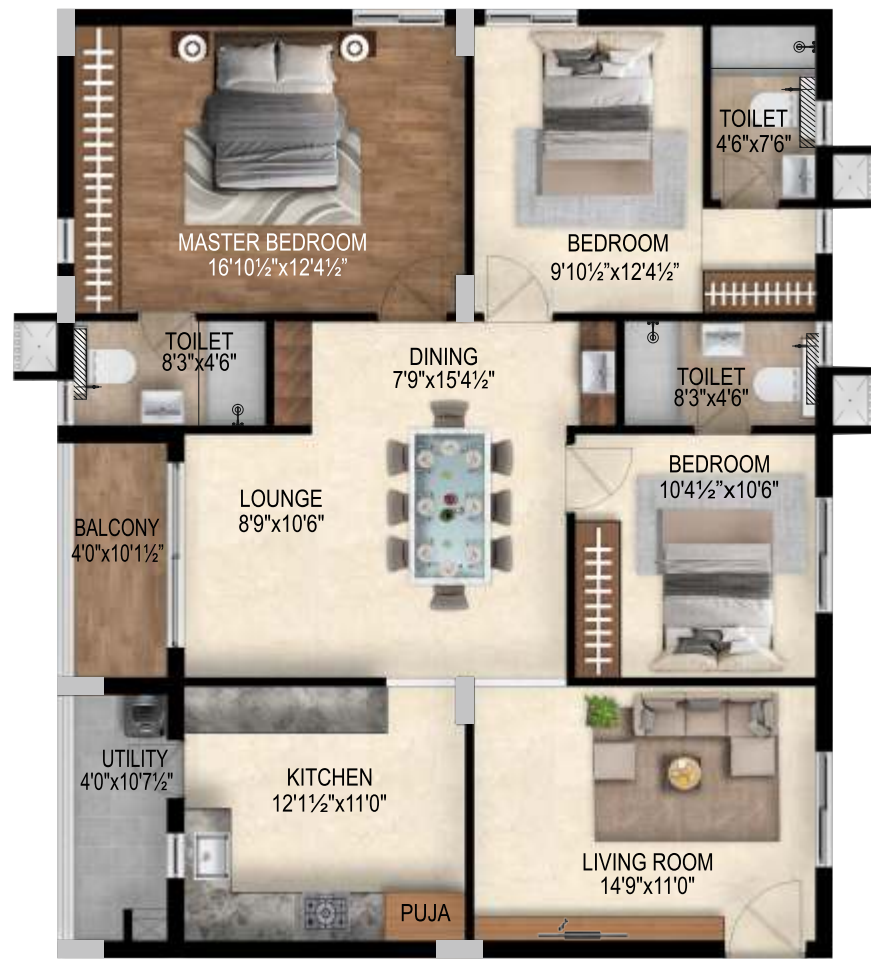 TOILET
4'6"x7'6"
MASTER BEDROOM
16'10½"x12'4½"
BEDROOM
9'10½"x12'4½"
TOILET
8'3"x4'6"
DINING
7'9"x15'4½"
TOILET
8'3"x4'6"
BEDROOM
10'4½"x10'6"
LOUNGE
8'9"x10'6"
BALCONY
4'0"x10'1½"
UTILITY
4'0"x10'7½"
KITCHEN
12'1½"x11'0"
LIVING ROOM
14'9"x11'0"
PUJA